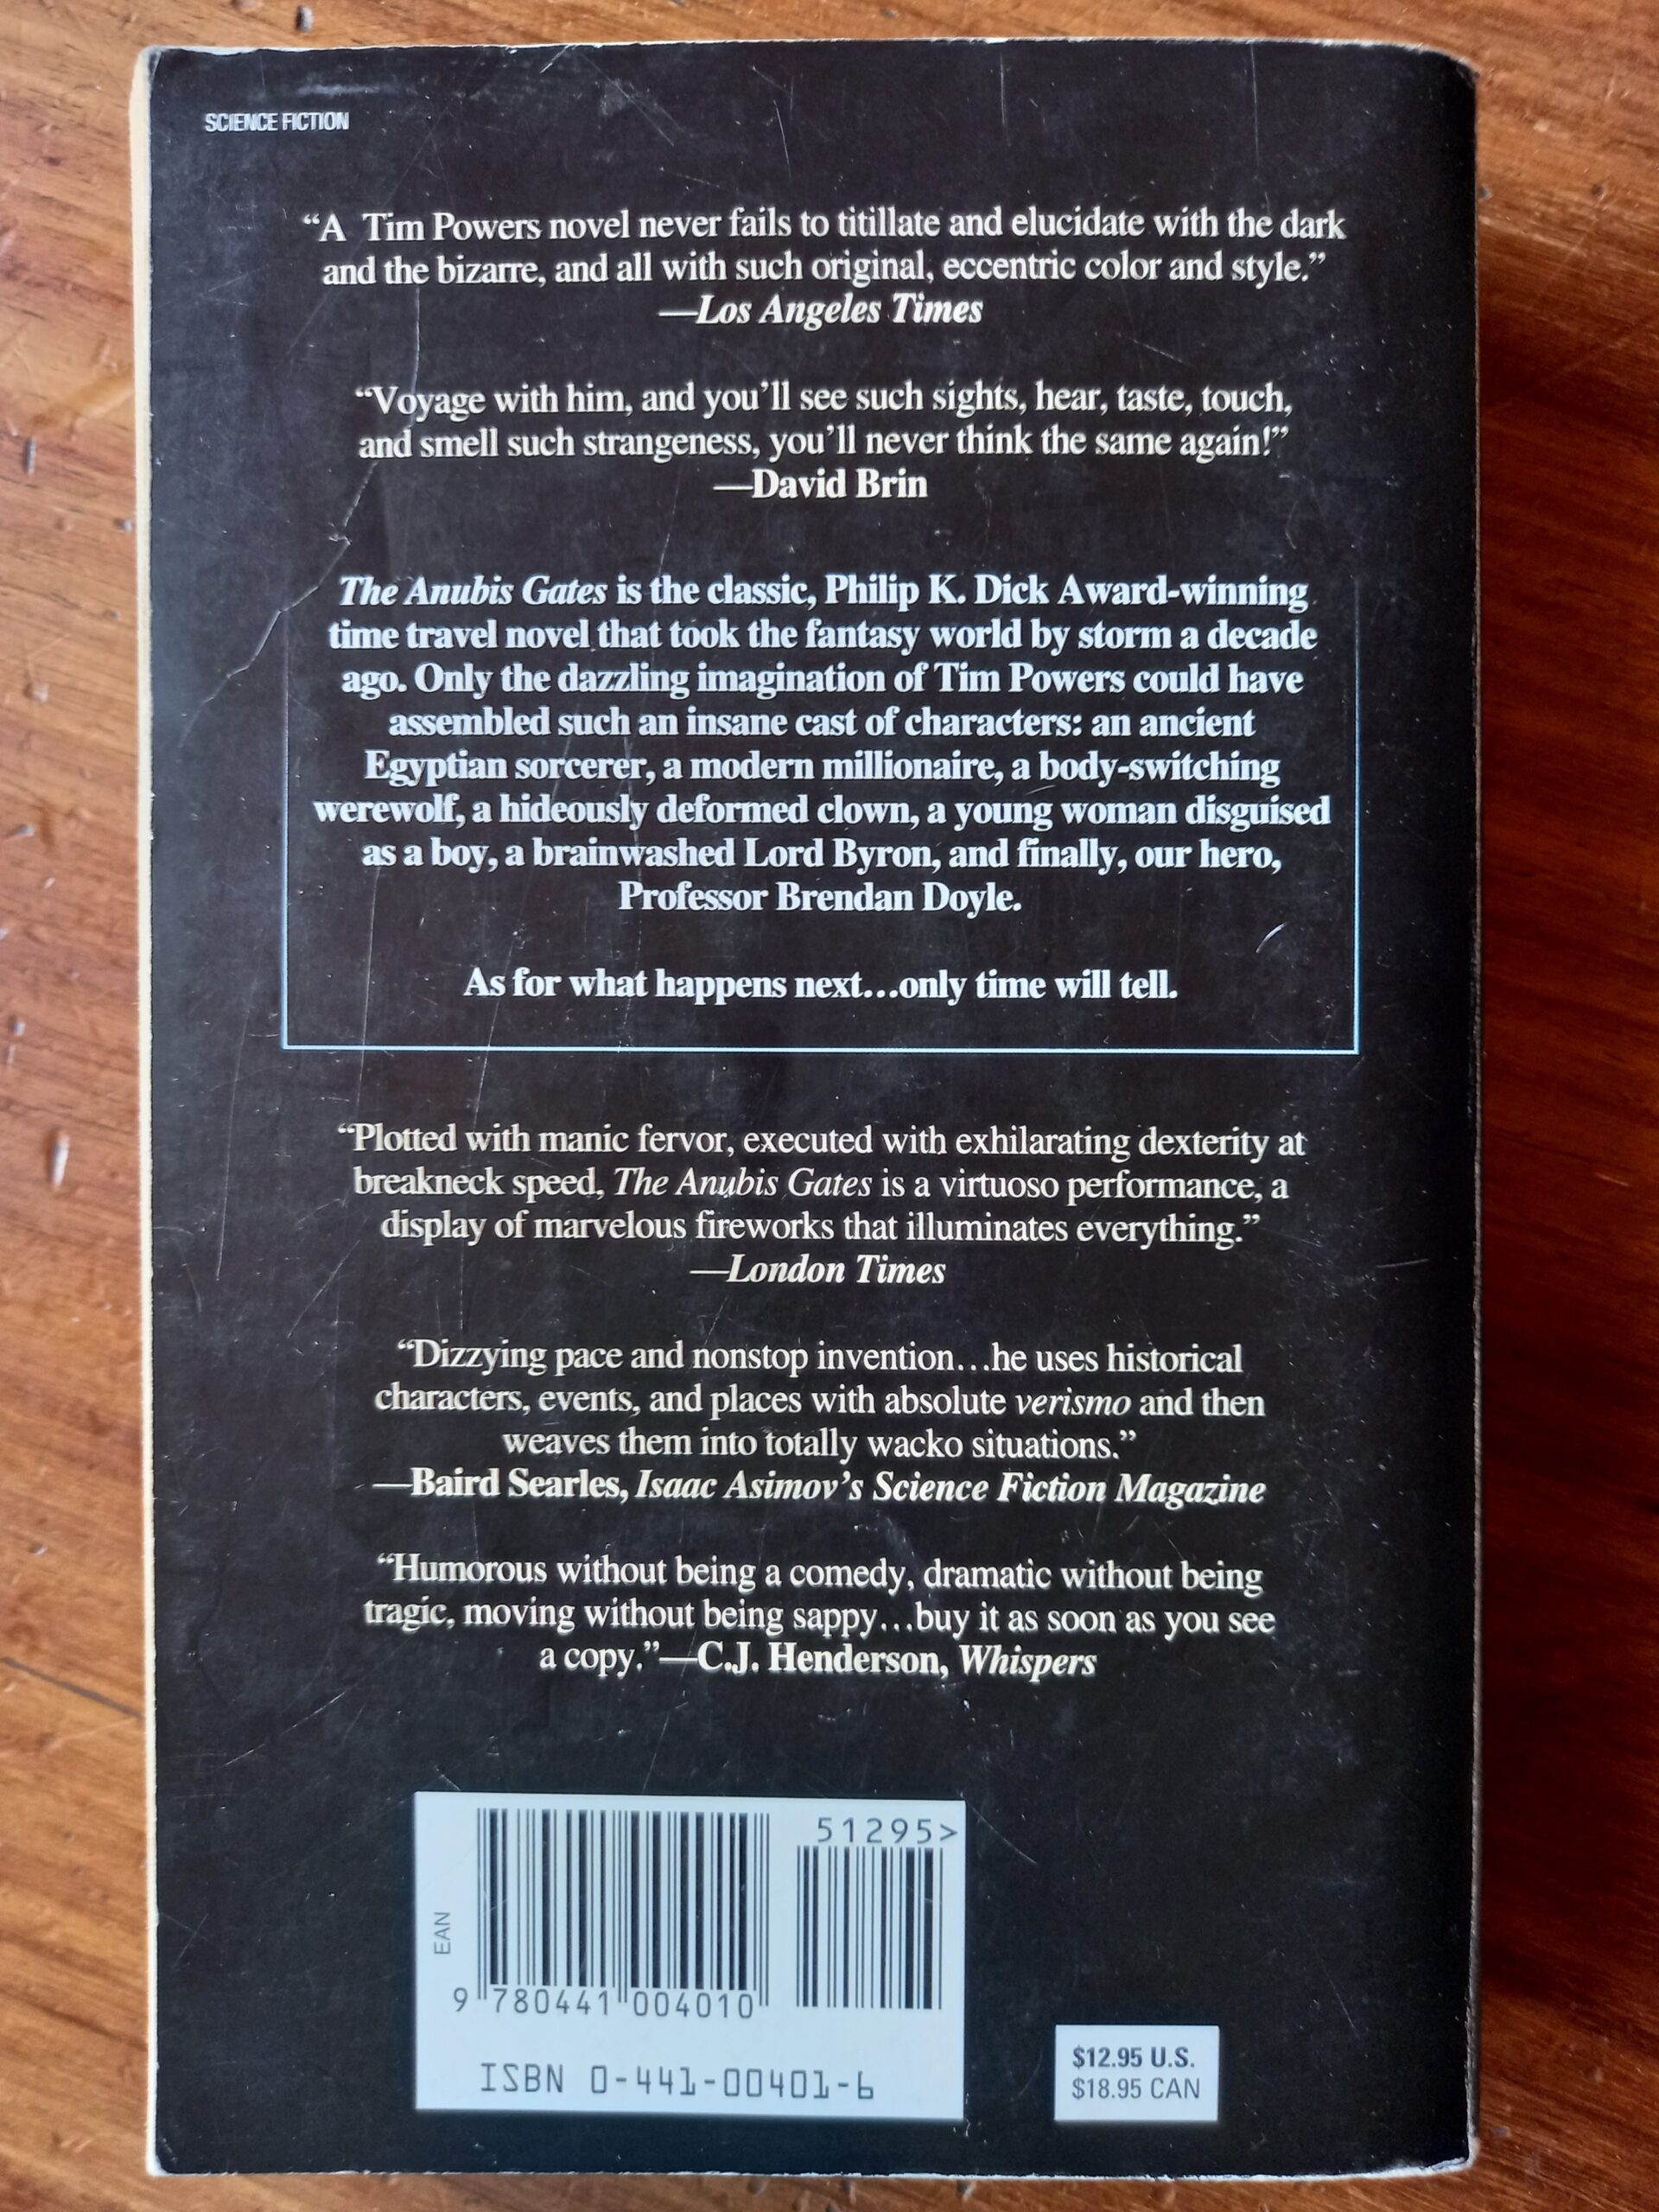 SCIENCE FICTION
“A Tim Powers novel never fails to titillate and elucidate with the dark
and the bizarre, and all with such original, eccentric color and style.”
—Los Angeles Times
“Voyage with him, and you’ll see such sights, hear, taste, touch,
and smell such strangeness, you’ll never think the same again!”
—David Brin
The Anubis Gates is the classic, Philip K. Dick Award-winning
time travel novel that took the fantasy world by storm a decade
ago. Only the dazzling imagination of Tim Powers could have
assembled such an insane cast of characters: an ancient
Egyptian sorcerer, a modern millionaire, a body-switching
werewolf, a hideously deformed clown, a young woman disguised
as a boy, a brainwashed Lord Byron, and finally, our hero,
Professor Brendan Doyle.
As for what happens next...only time will tell.
“Plotted with manic fervor, executed with exhilarating dexterity at
breakneck speed, The Anubis Gates is a virtuoso performance, a
display of marvelous fireworks that illuminates everything.”
—London Times
“Dizzying pace and nonstop invention...he uses historical
characters, events, and places with absolute verismo and then
weaves them into totally wacko situations.”
—Baird Searles, Isaac Asimov’s Science Fiction Magazine
“Humorous without being a comedy, dramatic without being
tragic, moving without being sappy...buy it as soon as you see
a copy.”—C.J. Henderson, Whispers
51295>
EAN
9 780441 004010
ISBN 0-441-00401-6
$12.95 U.S.
$18.95 CAN